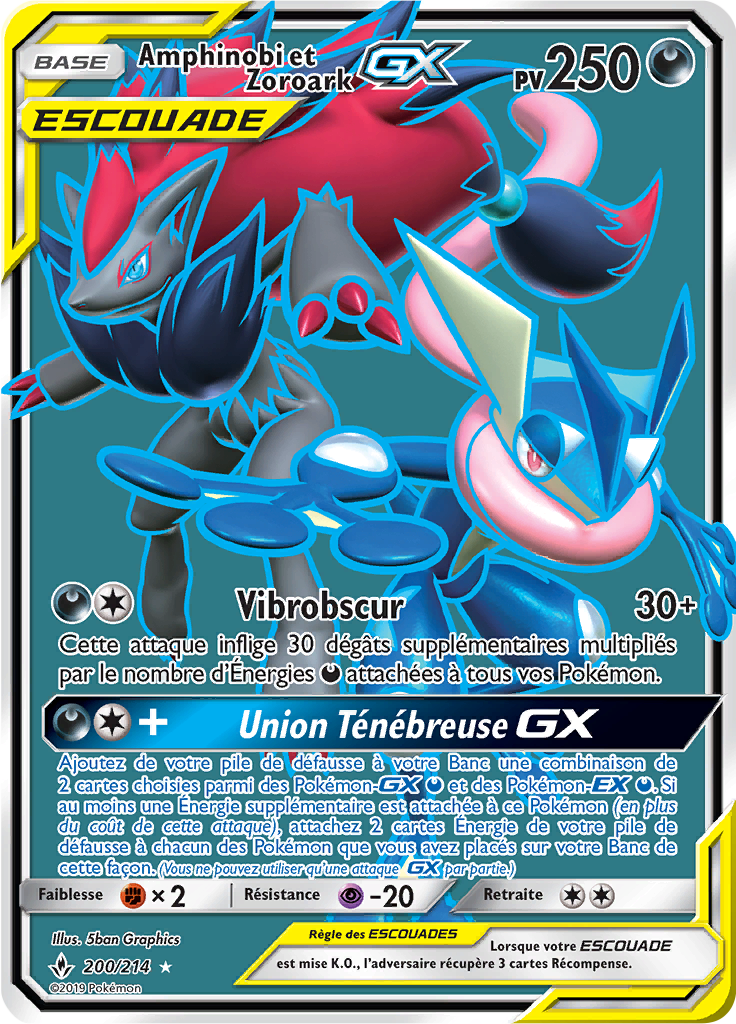 BASE
Amphinobi et
Zoroark GX
PV 250
ESCOUADE
Vibrobscur 30+
Cette attaque inflige 30 dégâts supplémentaires multipliés
par le nombre d'Énergies attachées à tous vos Pokémon.
+ Union Ténébreuse GX
Ajoutez de votre pile de défausse à votre Banc une combinaison de
2 cartes choisies parmi des Pokémon-GX et des Pokémon-EX . Si
au moins une Énergie supplémentaire est attachée à ce Pokémon (en plus
du coût de cette attaque), attachez 2 cartes Énergie de votre pile de
défausse à chacun des Pokémon que vous avez placés sur votre Banc de
cette façon. (Vous ne pouvez utiliser qu'une attaque GX par partie.)
Faiblesse ×2 Résistance -20 Retraite
Illus. 5ban Graphics
200/214
©2019 Pokémon
Règle des ESCOUADES
Lorsque votre ESCOUADE
est mise K.O., l'adversaire récupère 3 cartes Récompense.